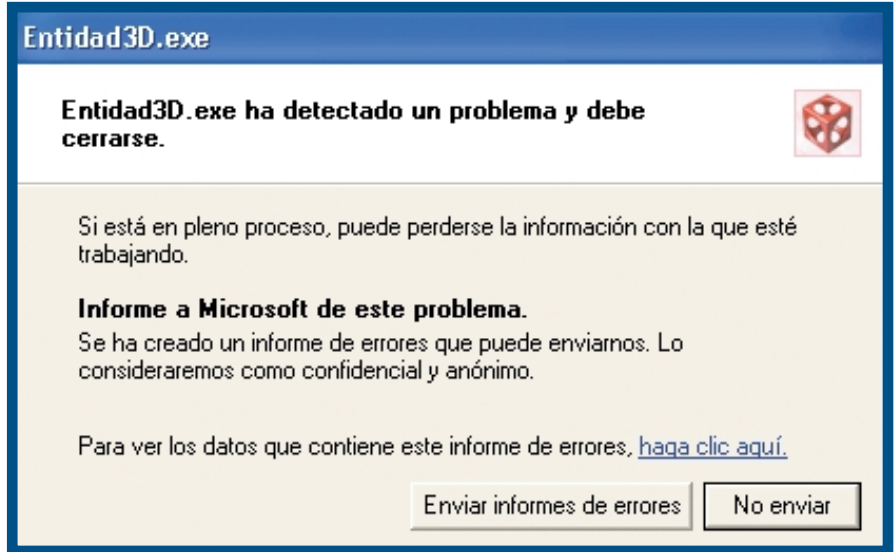 Entidad3D.exe
Entidad3D.exe ha detectado un problema y debe
cerrarse.
Si está en pleno proceso, puede perderse la información con la que esté
trabajando.
Informe a Microsoft de este problema.
Se ha creado un informe de errores que puede enviarnos. Lo
consideraremos como confidencial y anónimo.
Para ver los datos que contiene este informe de errores, haga clic aquí.
Enviar informes de errores
No enviar